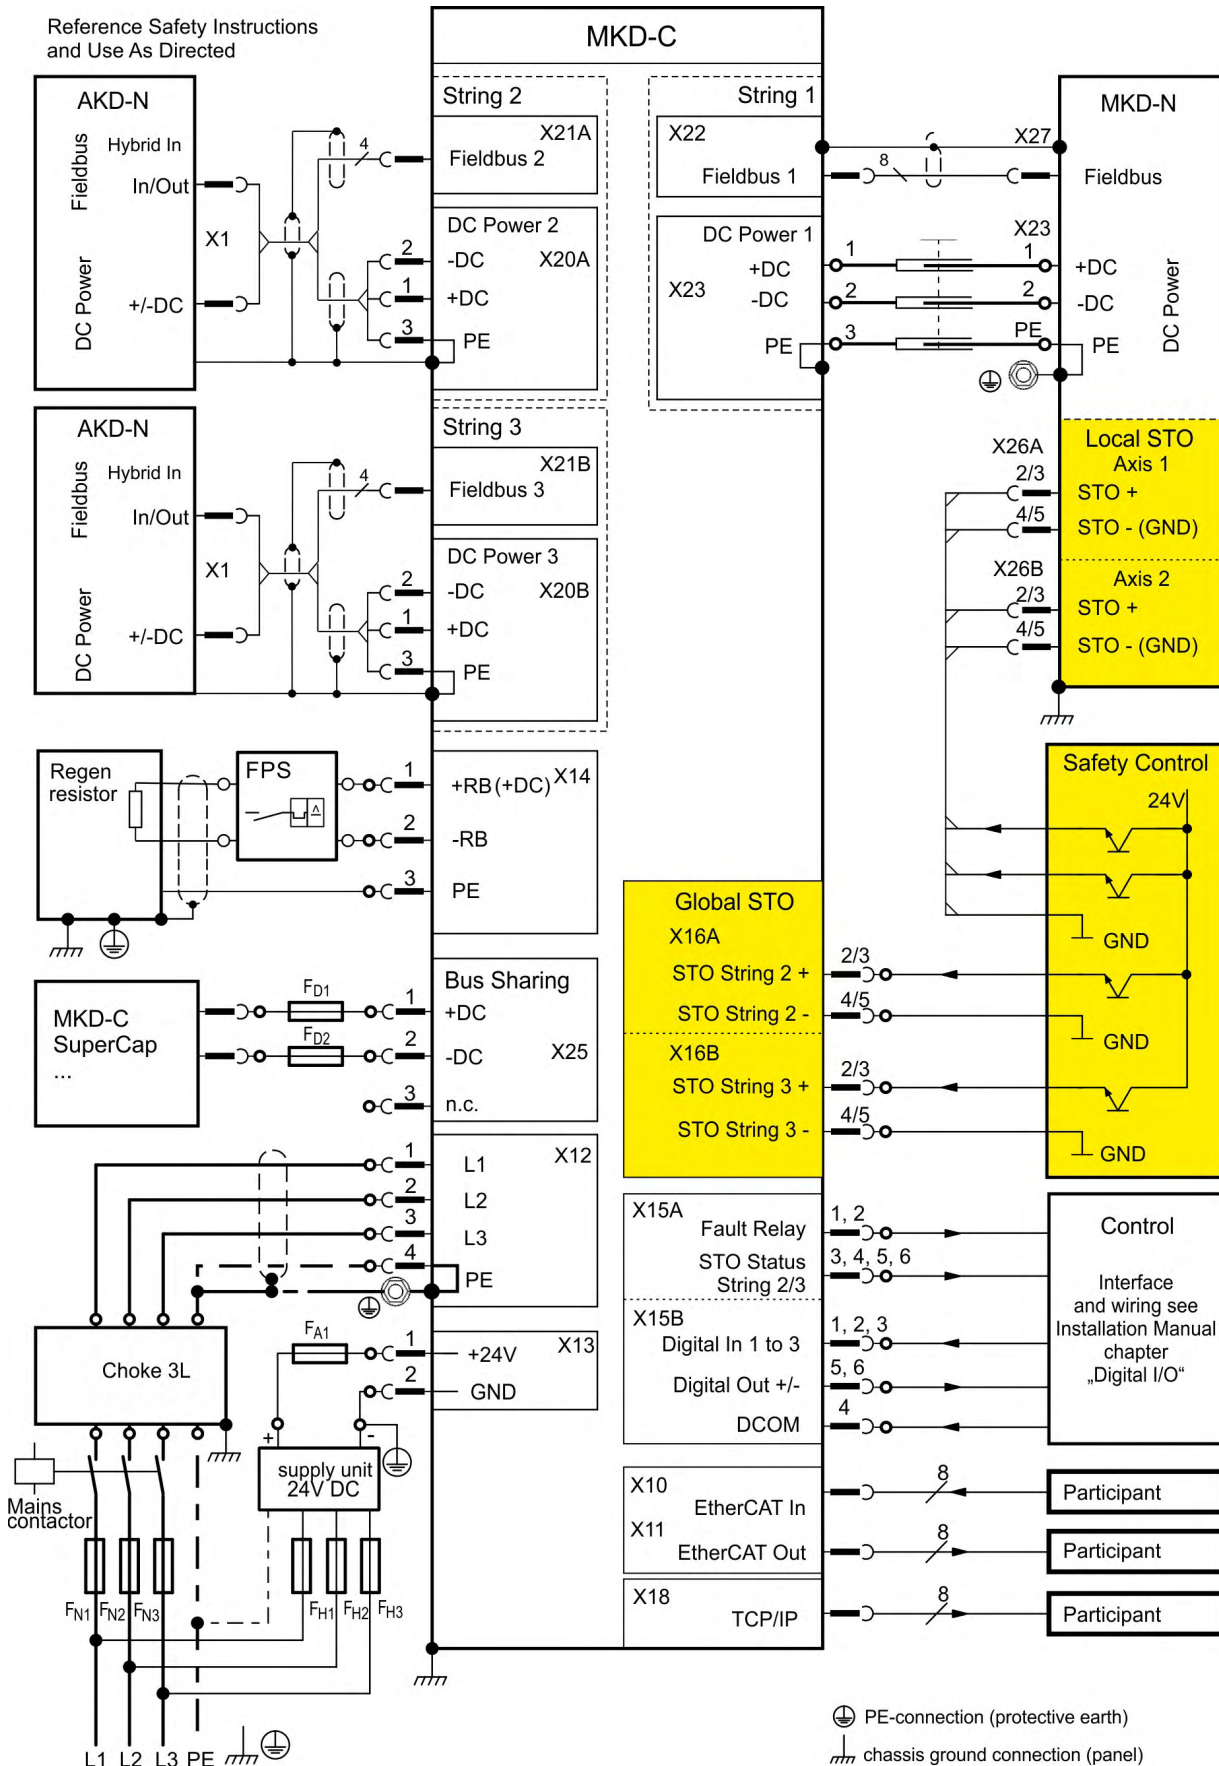 Reference Safety Instructions
and Use As Directed
MKD-C
AKD-N
Hybrid In
Fieldbus
In/Out
X1
DC Power
+/-DC
4
String 2
X21A
Fieldbus 2
DC Power 2
2
-DC
X20A
1
+DC
3
PE
String 1
X22
Fieldbus 1
DC Power 1
+DC
X23
-DC
PE
8
1
2
3
MKD-N
X27
Fieldbus
X23
1
+DC
2
-DC
PE
PE
DC Power
AKD-N
Hybrid In
Fieldbus
In/Out
X1
DC Power
+/-DC
4
String 3
X21B
Fieldbus 3
DC Power 3
2
-DC
X20B
1
+DC
3
PE
Local STO
X26A
Axis 1
2/3
STO +
4/5
STO - (GND)
X26B
Axis 2
2/3
STO +
4/5
STO - (GND)
Regen
resistor
FPS
1
+RB (+DC)
X14
2
-RB
3
PE
Safety Control
24V
GND
GND
GND
Global STO
X16A
STO String 2 +
2/3
STO String 2 -
4/5
X16B
STO String 3 +
2/3
STO String 3 -
4/5
MKD-C
SuperCap
...
FD1
FD2
Bus Sharing
1
+DC
2
-DC
X25
3
n.c.
1
L1
X12
2
L2
3
L3
4
PE
X15A
Fault Relay
1, 2
STO Status
String 2/3
3, 4, 5, 6
X15B
Digital In 1 to 3
1, 2, 3
Digital Out +/-
5, 6
DCOM
4
Control
Interface
and wiring see
Installation Manual
chapter
„Digital I/O“
Choke 3L
FA1
1
+24V
X13
2
GND
+
-
supply unit
24V DC
Mains
contactor
FN1
FN2
FN3
FH1
FH2
FH3
X10
EtherCAT In
8
Participant
X11
EtherCAT Out
8
Participant
X18
TCP/IP
8
Participant
L1
L2
L3
PE
PE-connection (protective earth)
chassis ground connection (panel)